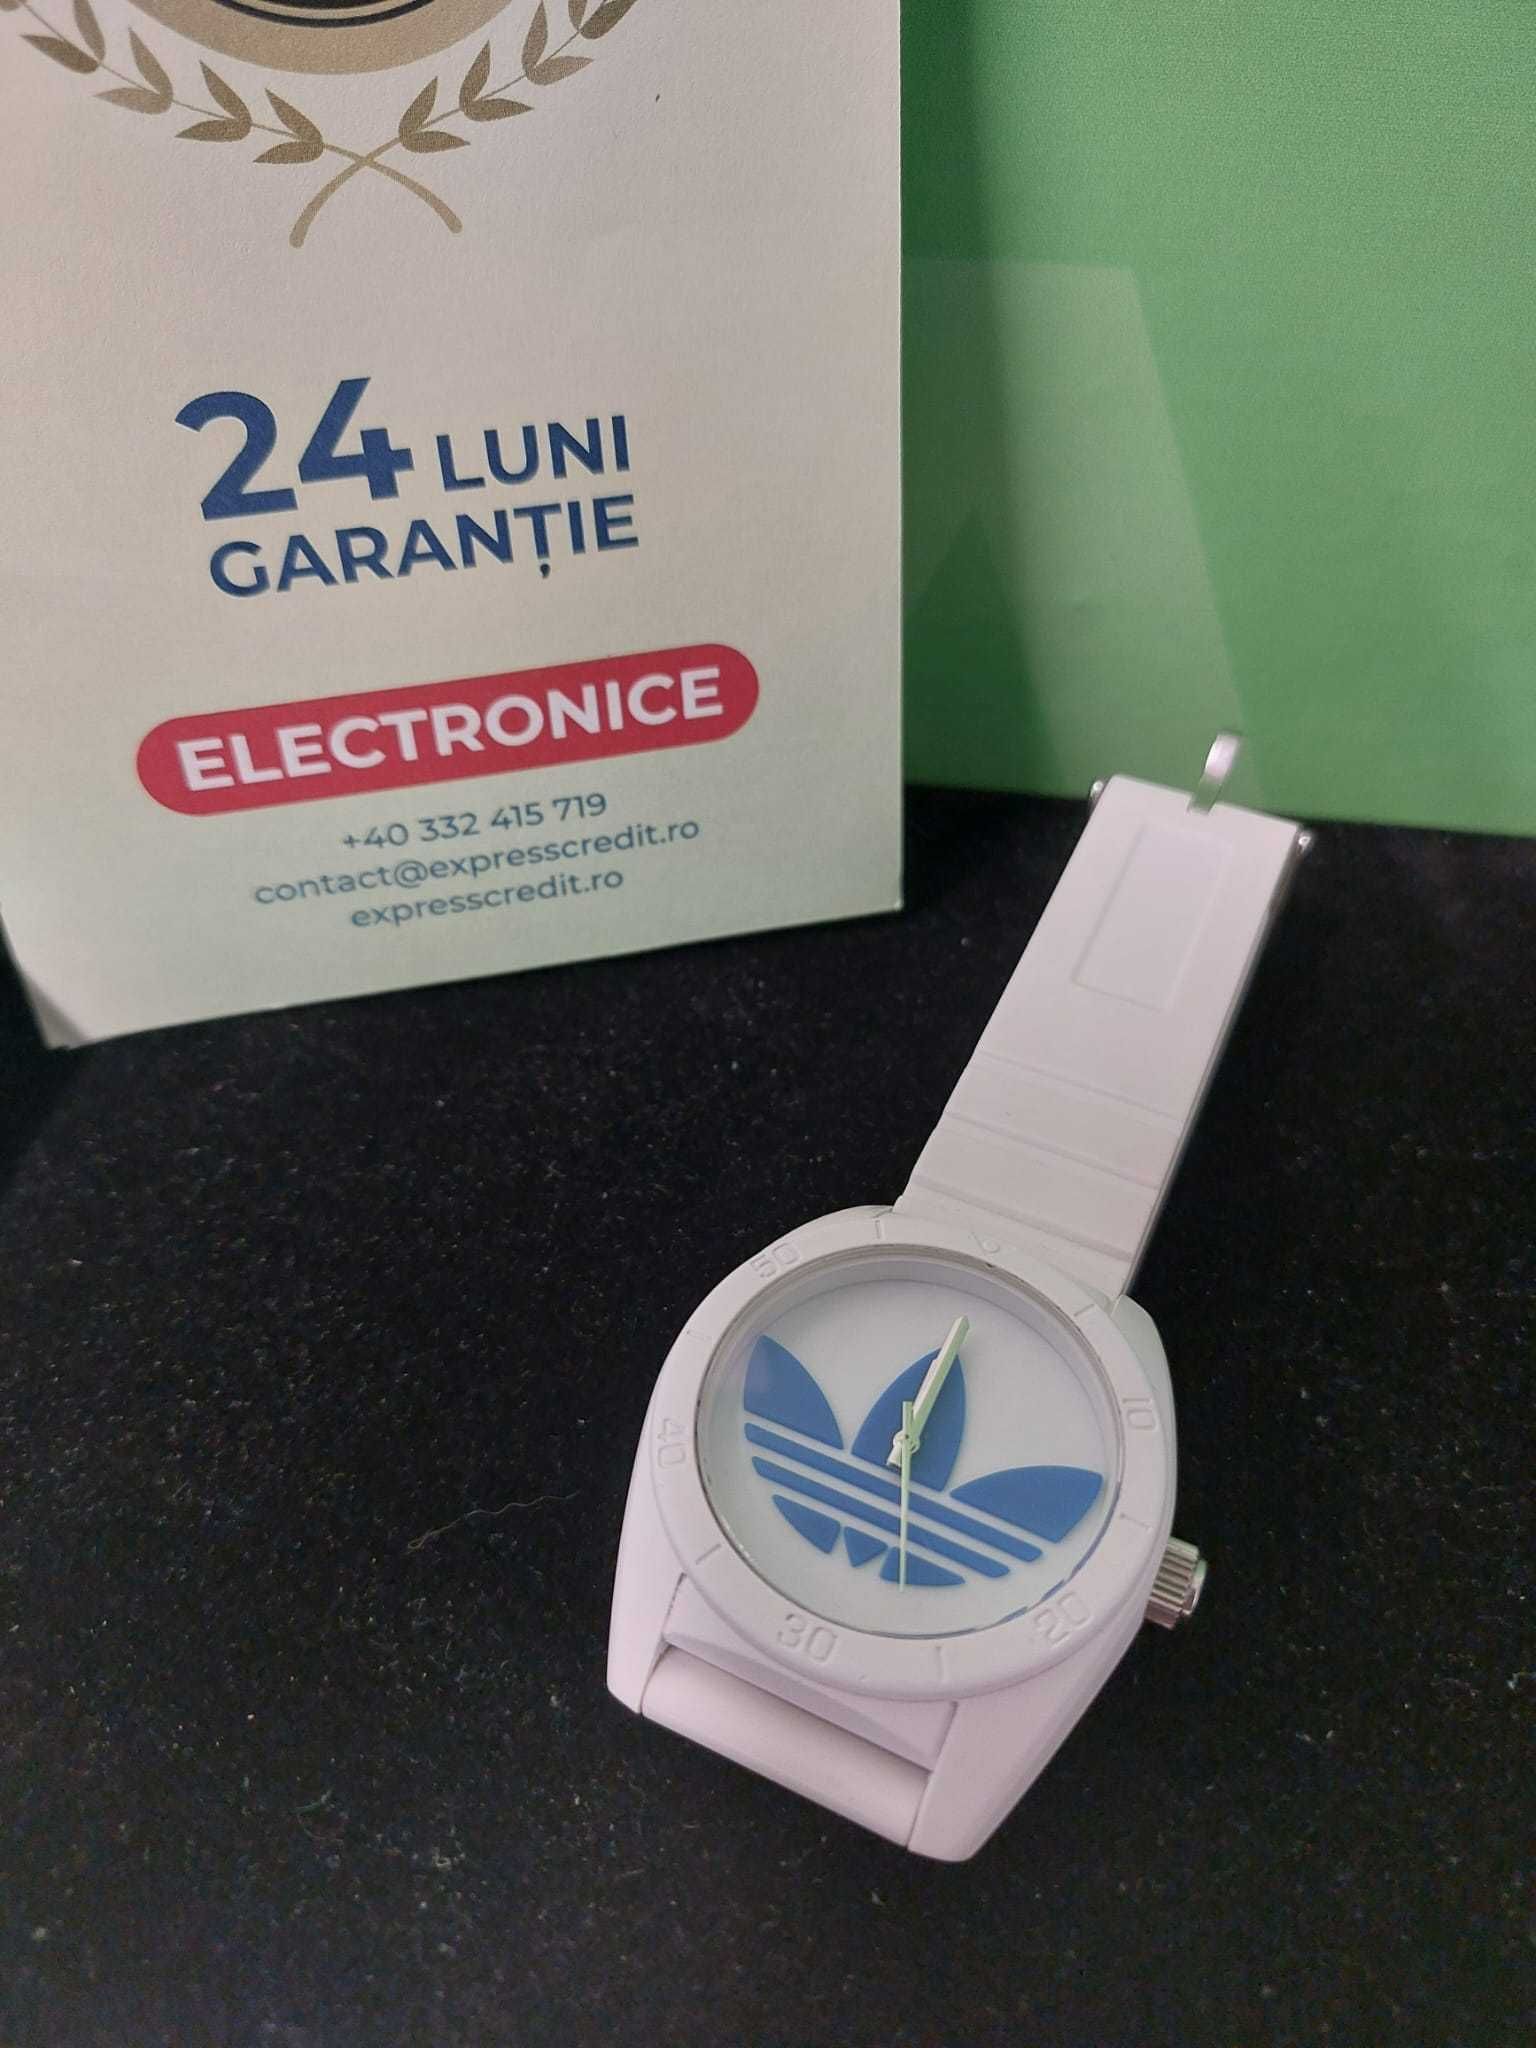 24 LUNI
GARANȚIE
ELECTRONICE
+40 332 415 719
contact@expresscredit.ro
expresscredit.ro
50
10
40
20
30